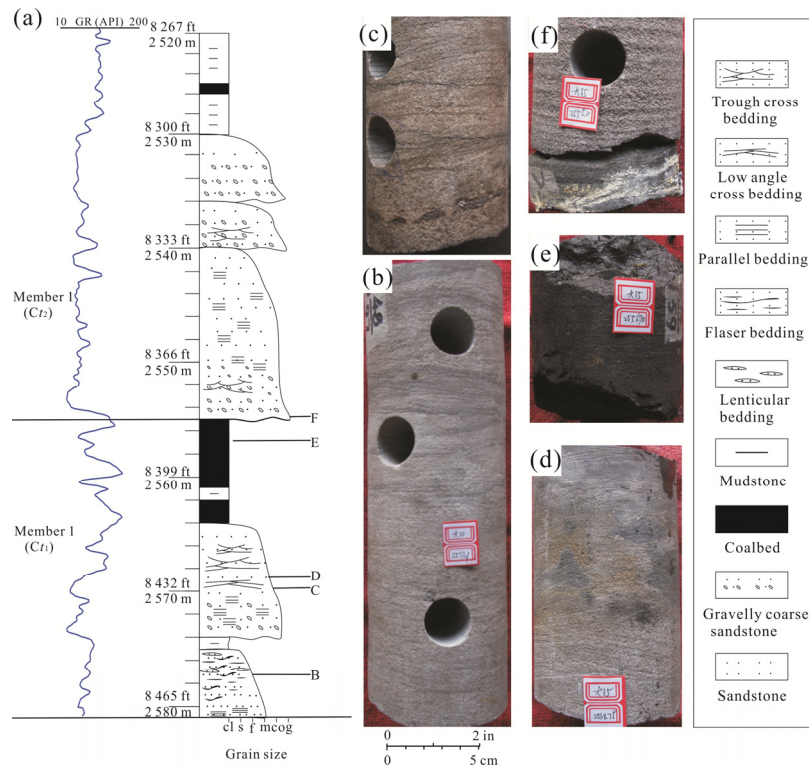 (a)
10 GR (API) 200
8 267 ft
2 520 m
8 300 ft
2 530 m
8 333 ft
2 540 m
Member 1
(Ct2)
8 366 ft
2 550 m
F
E
8 399 ft
2 560 m
Member 1
(Ct1)
D
C
8 432 ft
2 570 m
B
8 465 ft
2 580 m
cl s f mcog
Grain size
(c)
(b)
0 2 in
0 5 cm
(f)
(e)
(d)
Trough cross
bedding
Low angle
cross bedding
Parallel bedding
Flaser bedding
Lenticular
bedding
Mudstone
Coalbed
Gravelly coarse
sandstone
Sandstone